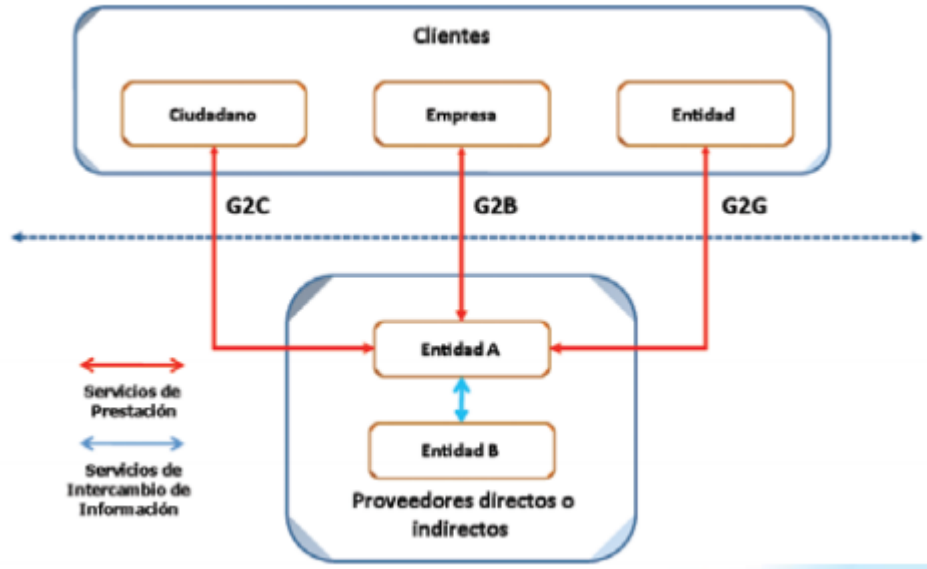 Clientes
Ciudadano
Empresa
Entidad
G2C
G2B
G2G
Entidad A
Servicios de
Prestación
Entidad B
Servicios de
Intercambio de
Información
Proveedores directos o
indirectos